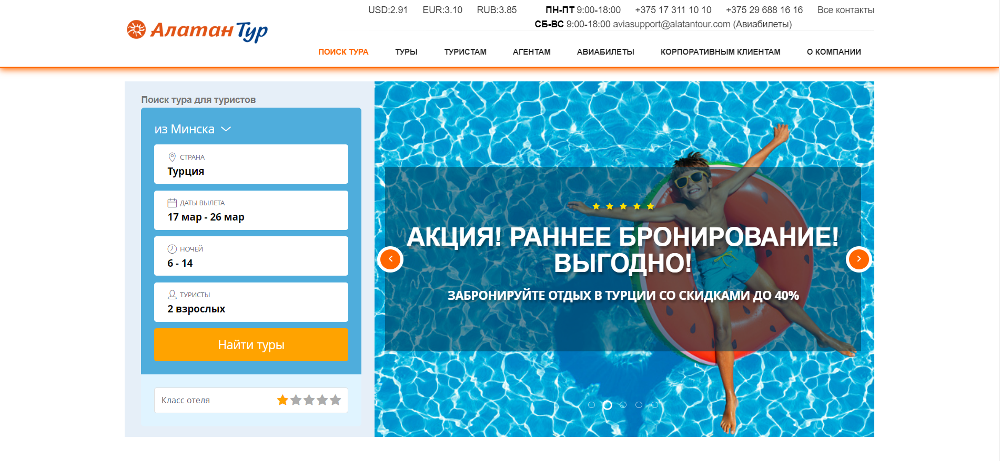 USD:2.91 EUR:3.10 RUB:3.85 ПН-ПТ 9:00-18:00 +375 17 311 10 10 +375 29 688 16 16 Все контакты
СБ-ВС 9:00-18:00 aviasupport@alatantour.com (Авиабилеты)
Алатан Тур
ПОИСК ТУРА ТУРЫ ТУРИСТАМ АГЕНТАМ АВИАБИЛЕТЫ КОРПОРАТИВНЫМ КЛИЕНТАМ О КОМПАНИИ
Поиск тура для туристов
из Минска
СТРАНА
Турция
ДАТЫ ВЫЛЕТА
17 мар - 26 мар
НОЧЕЙ
6 - 14
ТУРИСТЫ
2 взрослых
Найти туры
Класс отеля
АКЦИЯ! РАННЕЕ БРОНИРОВАНИЕ!
ВЫГОДНО!
ЗАБРОНИРУЙТЕ ОТДЫХ В ТУРЦИИ СО СКИДКАМИ ДО 40%